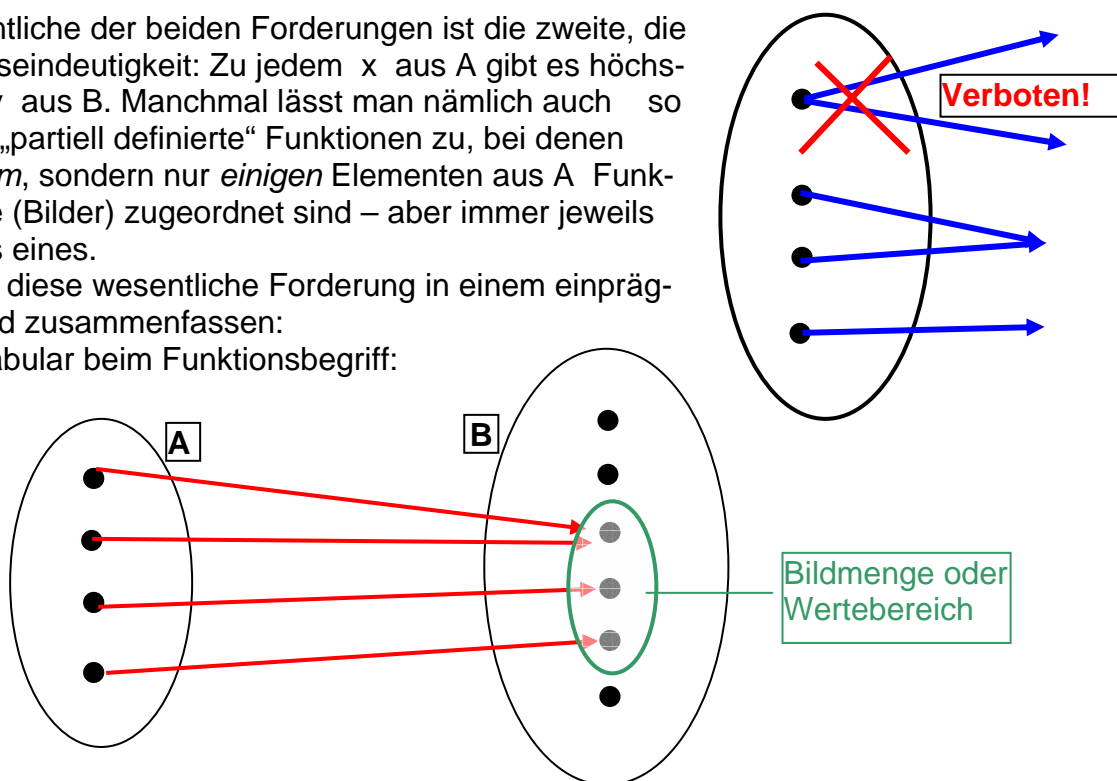 ntliche der beiden Forderungen ist die zweite, die
seindeutigkeit: Zu jedem x aus A gibt es höchs-
aus B. Manchmal lässt man nämlich auch so
„partiell definierte“ Funktionen zu, bei denen
m, sondern nur einigen Elementen aus A Funk-
e (Bilder) zugeordnet sind – aber immer jeweils
s eines.
diese wesentliche Forderung in einem einpräg-
d zusammenfassen:
abular beim Funktionsbegriff:
Verboten!
A
B
Bildmenge oder
Wertebereich